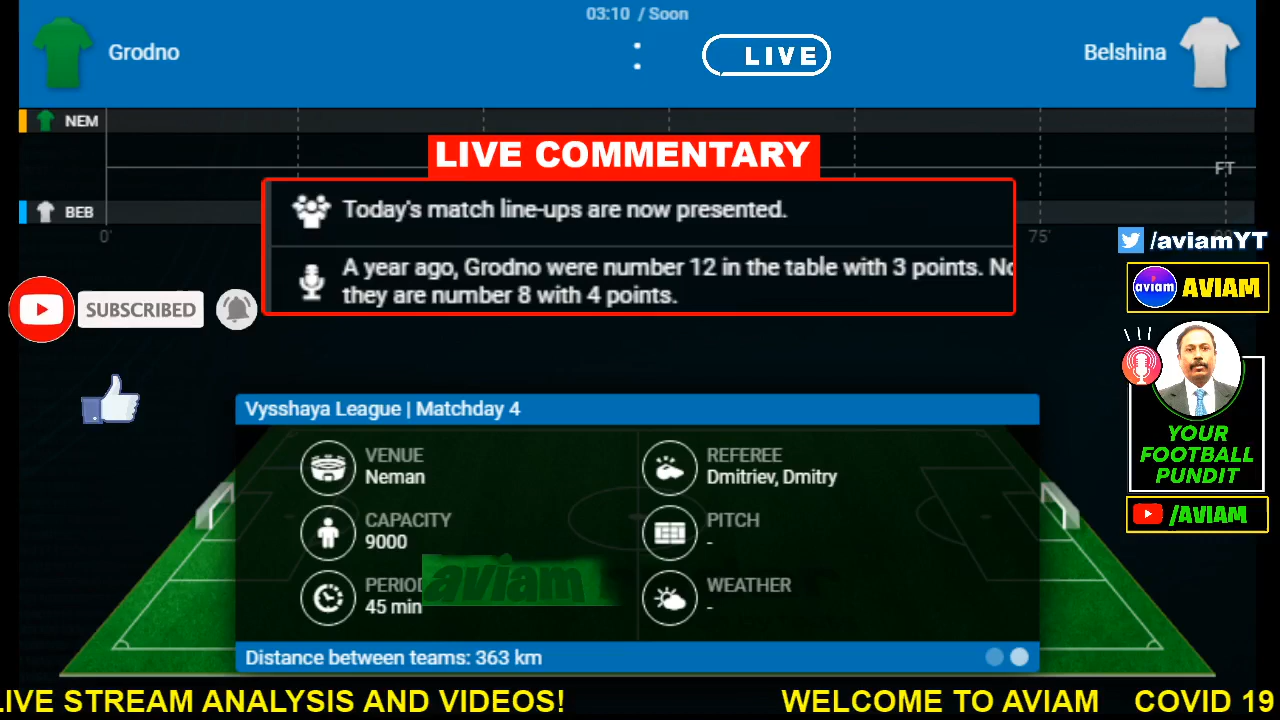 03:10 / Soon
Grodno
:
LIVE
Belshina
NEM
LIVE COMMENTARY
FT
Today's match line-ups are now presented.
BEB
0'
75'
/aviamYT
A year ago, Grodno were number 12 in the table with 3 points. No
they are number 8 with 4 points.
aviam AVIAM
SUBSCRIBED
Vysshaya League | Matchday 4
YOUR
FOOTBALL
PUNDIT
VENUE
Neman
REFEREE
Dmitriev, Dmitry
CAPACITY
9000
PITCH
-
/AVIAM
PERIOD
45 min
aviam
WEATHER
-
Distance between teams: 363 km
LIVE STREAM ANALYSIS AND VIDEOS! WELCOME TO AVIAM COVID 19